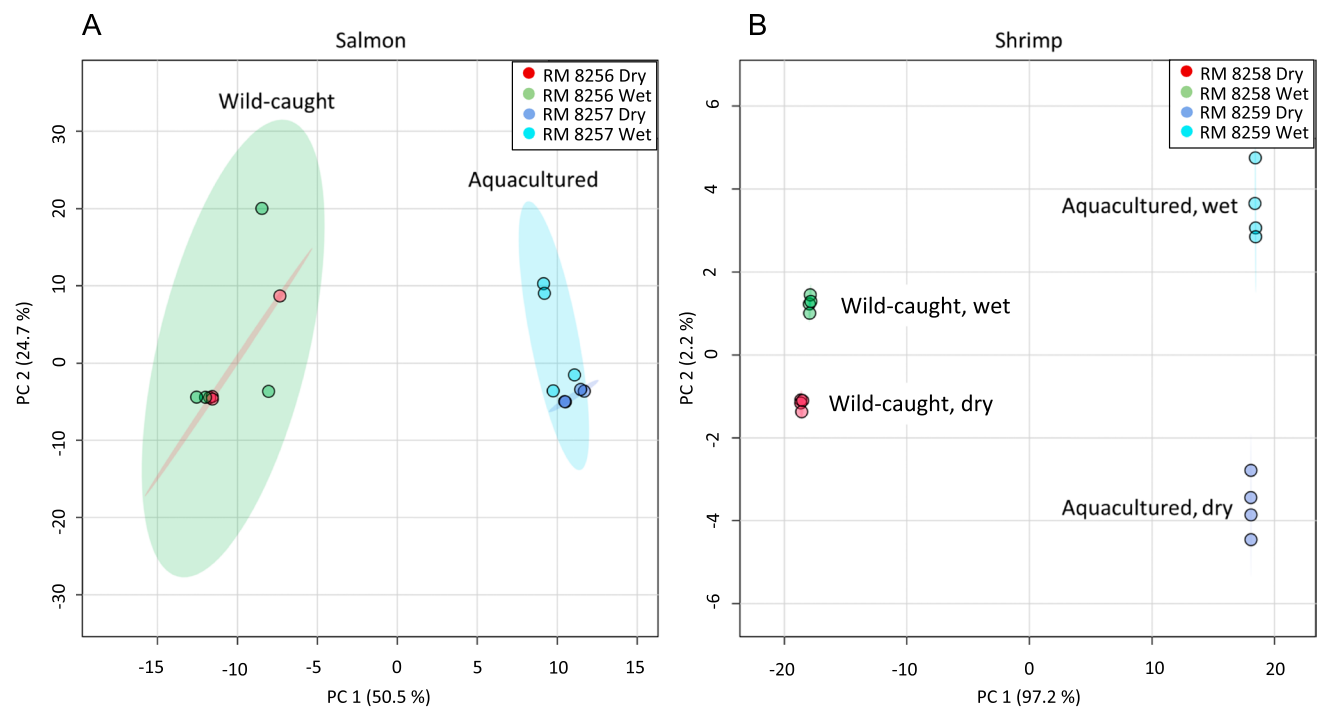 A
Salmon
RM 8256 Dry
RM 8256 Wet
RM 8257 Dry
RM 8257 Wet
Wild-caught
Aquacultured
30
20
10
0
-10
-20
-30
PC 2 (24.7 %)
-15
-10
-5
0
5
10
15
PC 1 (50.5 %)
B
Shrimp
RM 8258 Dry
RM 8258 Wet
RM 8259 Dry
RM 8259 Wet
Aquacultured, wet
Wild-caught, wet
Wild-caught, dry
Aquacultured, dry
6
4
2
0
-2
-4
-6
PC 2 (2.2 %)
-20
-10
0
10
20
PC 1 (97.2 %)